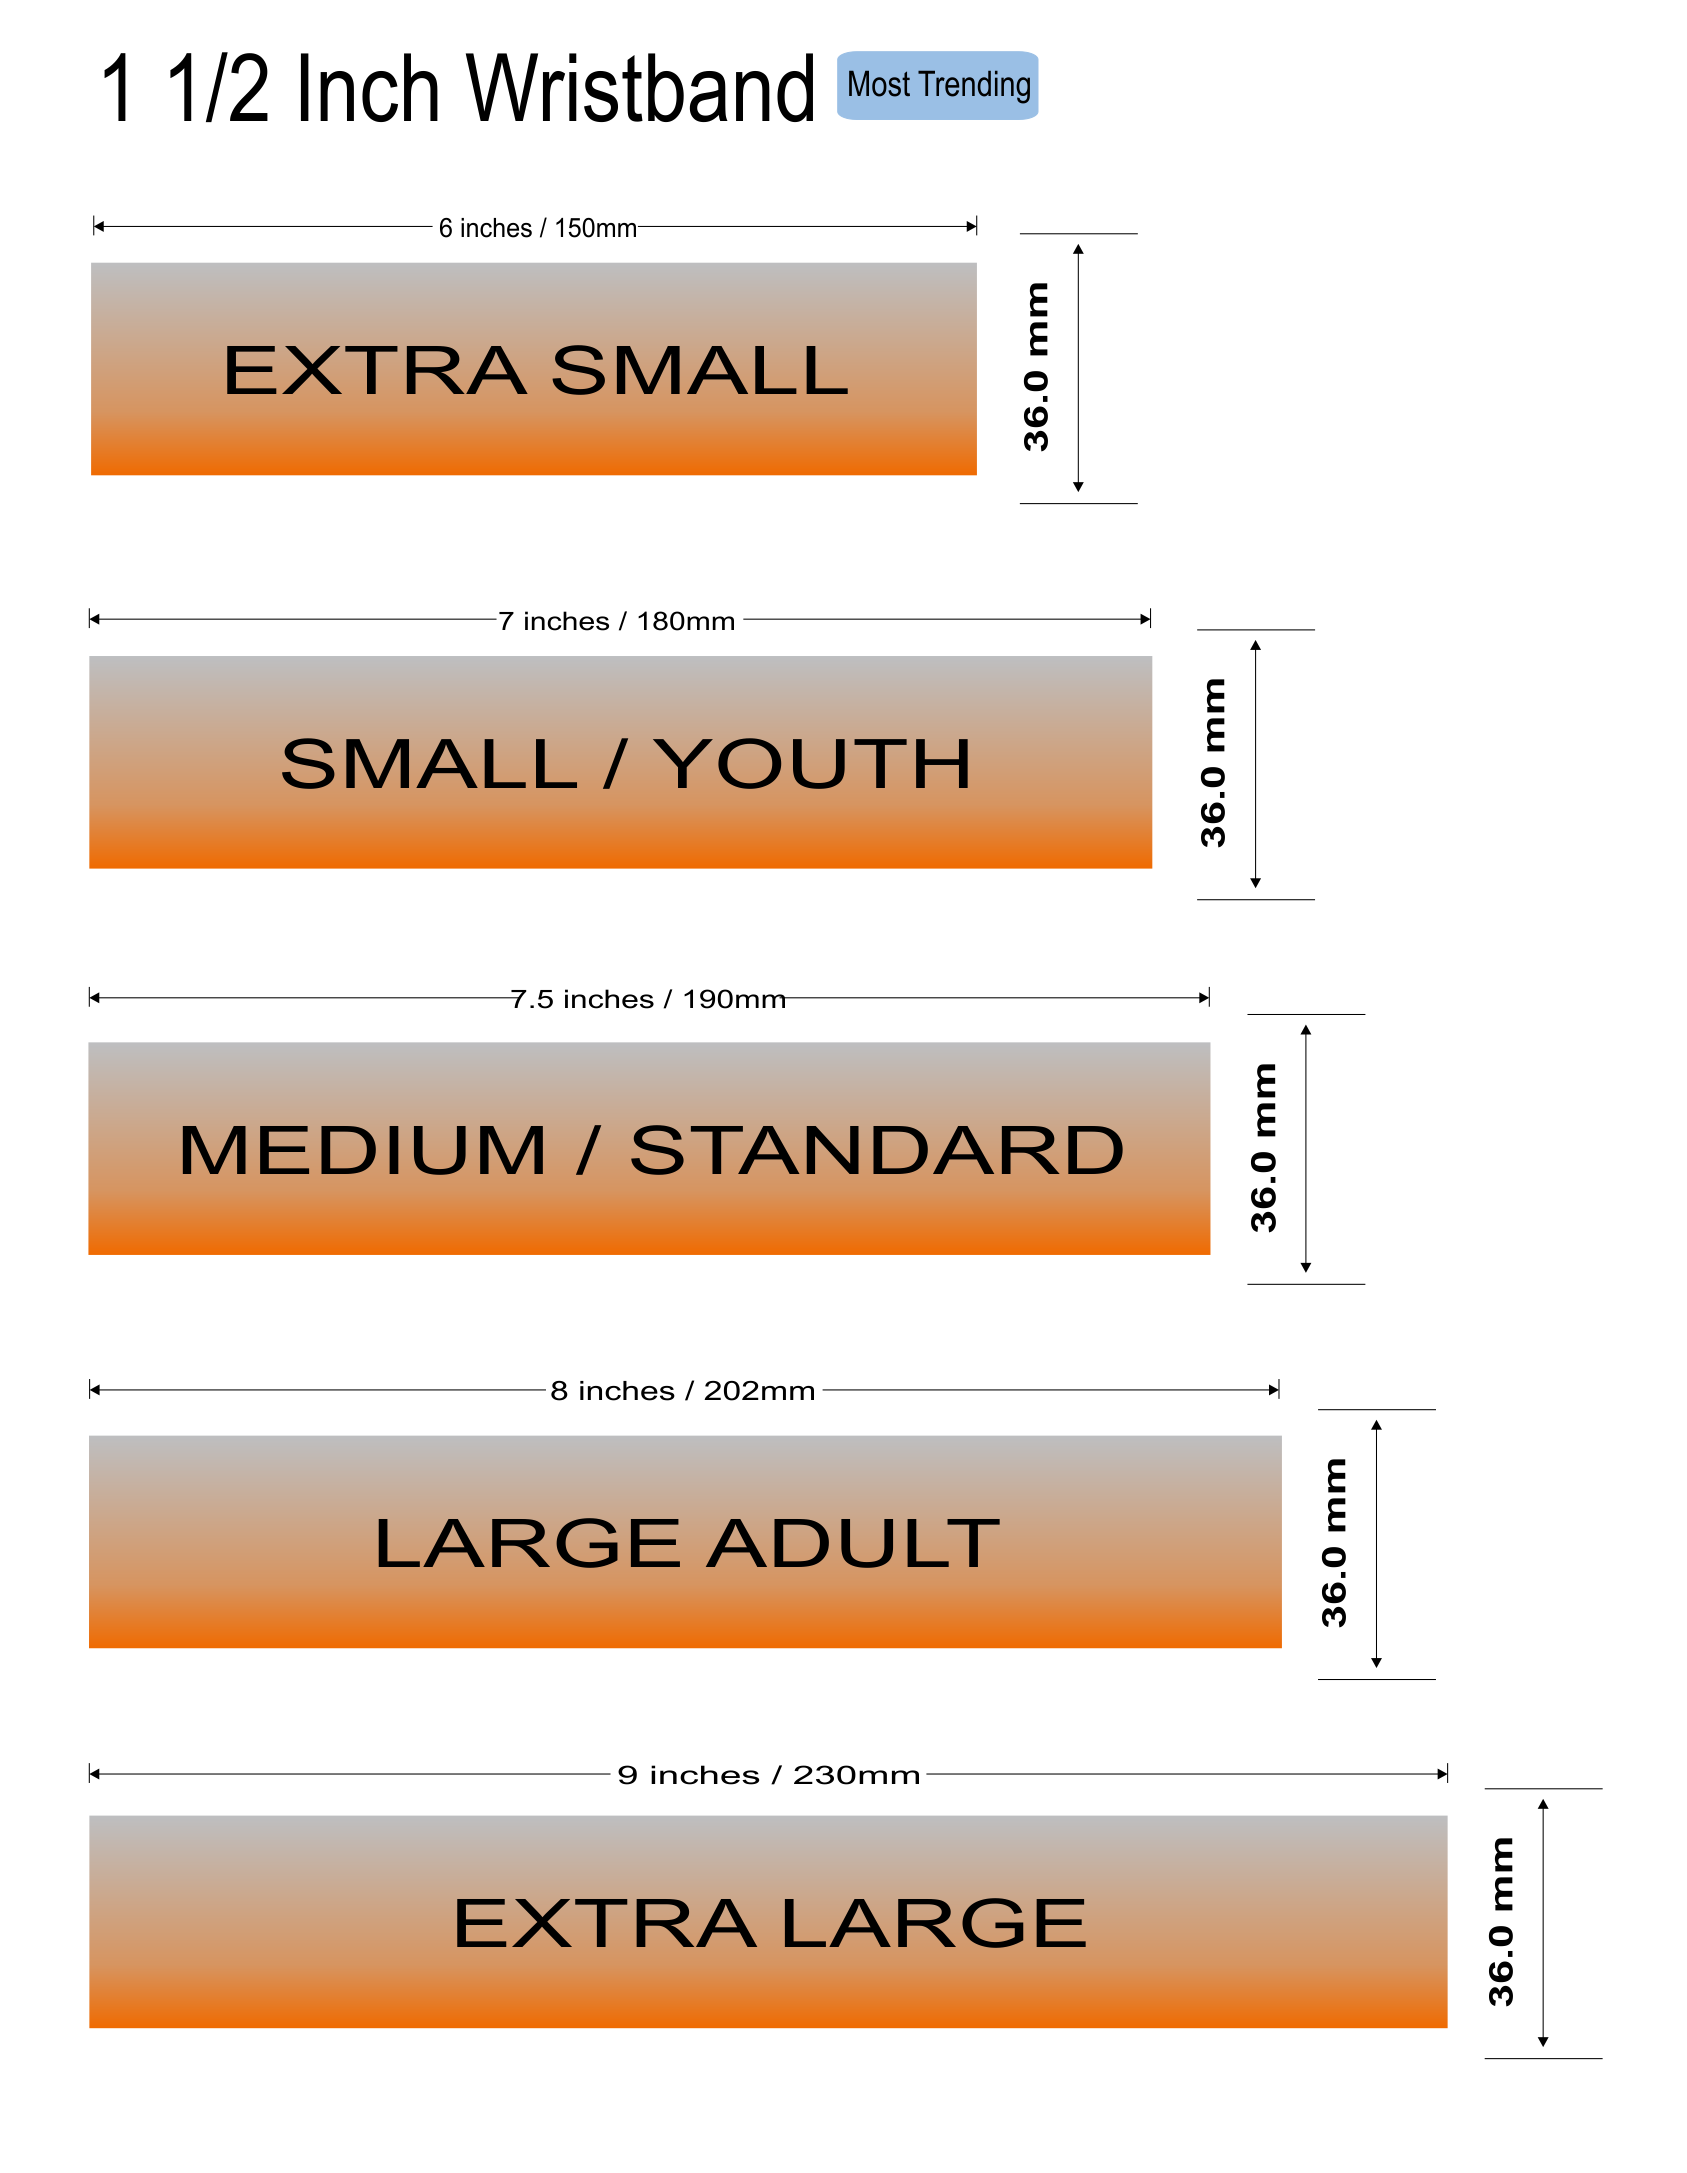 1 1/2 Inch Wristband
Most Trending
6 inches / 150mm
36.0 mm
EXTRA SMALL
7 inches / 180mm
36.0 mm
SMALL / YOUTH
7.5 inches / 190mm
36.0 mm
MEDIUM / STANDARD
8 inches / 202mm
36.0 mm
LARGE ADULT
9 inches / 230mm
36.0 mm
EXTRA LARGE